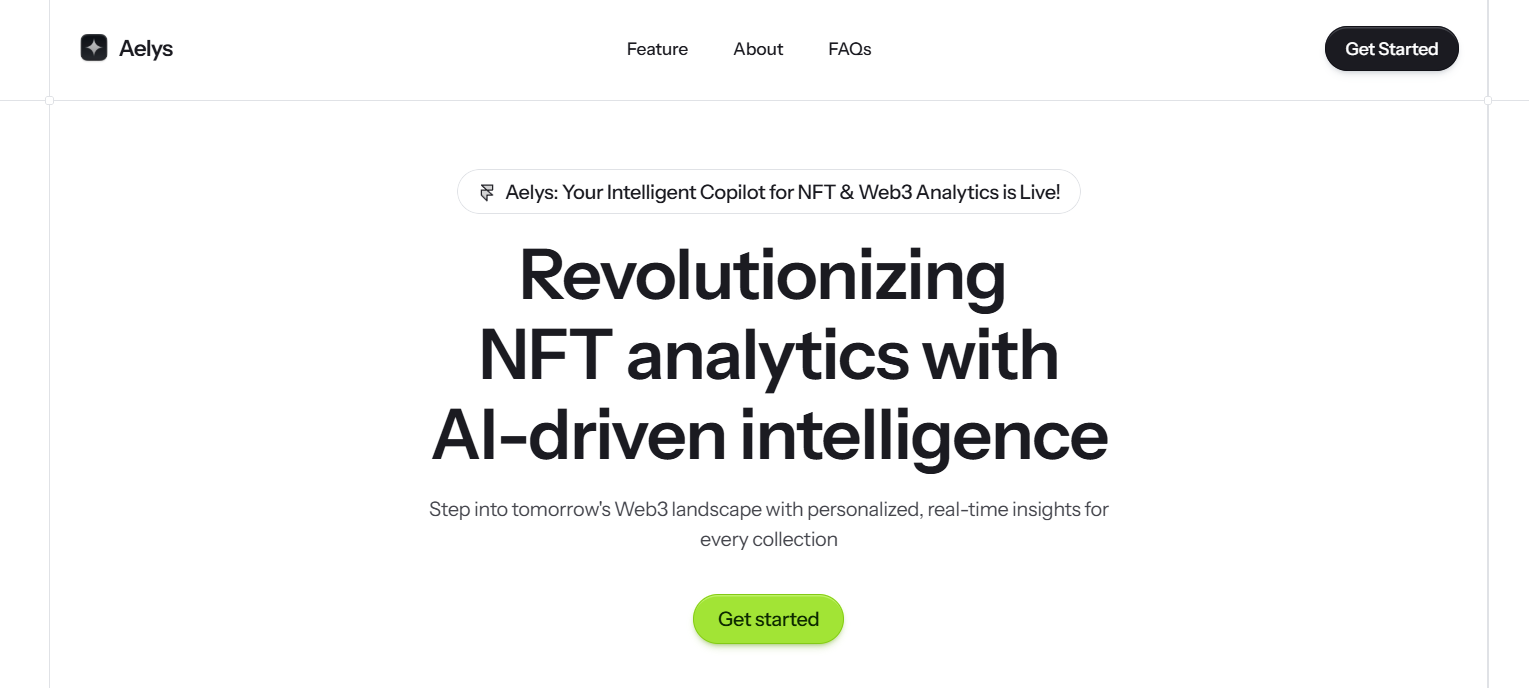 Aelys
Feature
About
FAQs
Get Started
Aelys: Your Intelligent Copilot for NFT & Web3 Analytics is Live!
Revolutionizing
NFT analytics with
AI-driven intelligence
Step into tomorrow's Web3 landscape with personalized, real-time insights for
every collection
Get started